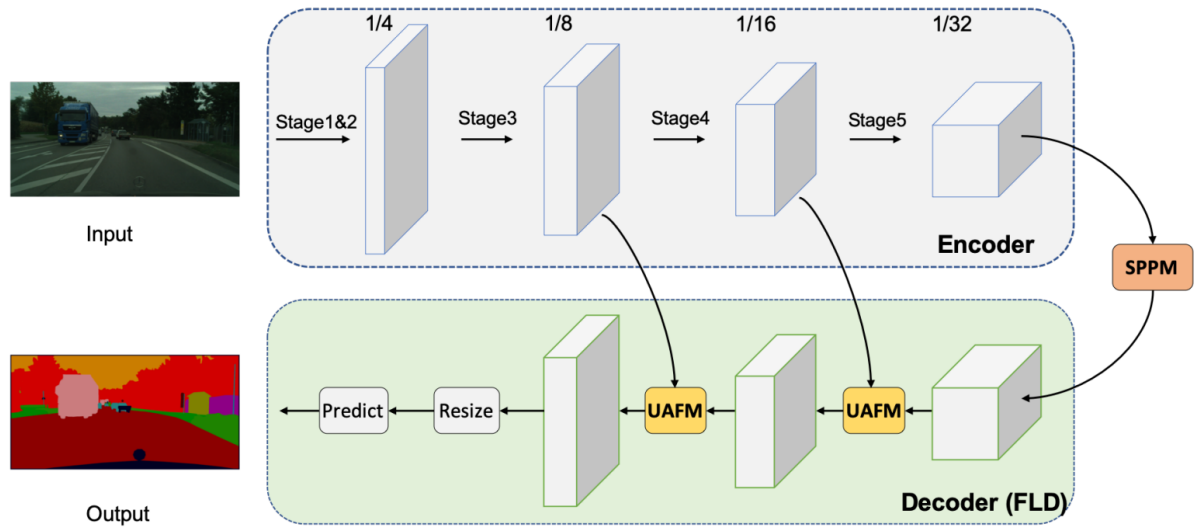 1/4
1/8
1/16
1/32
Stage1&2
Stage3
Stage4
Stage5
Input
Encoder
SPPM
Predict
Resize
UAFM
UAFM
Decoder (FLD)
Output